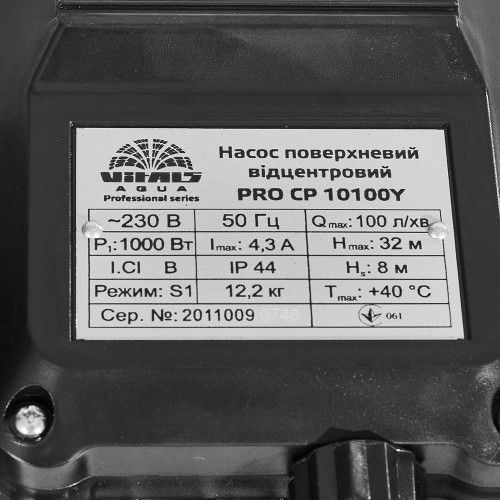 VITALS
AQUA
Professional series
Насос поверхневий
відцентровий
PRO CP 10100Y
~230 В 50 Гц Qmax: 100 л/хв
P1: 1000 Вт Imax: 4,3 А Hmax: 32 м
I.Cl B IP 44 Hs: 8 м
Режим: S1 12,2 кг Tmax: +40 °C
Сер. №: 2011009 0748 061